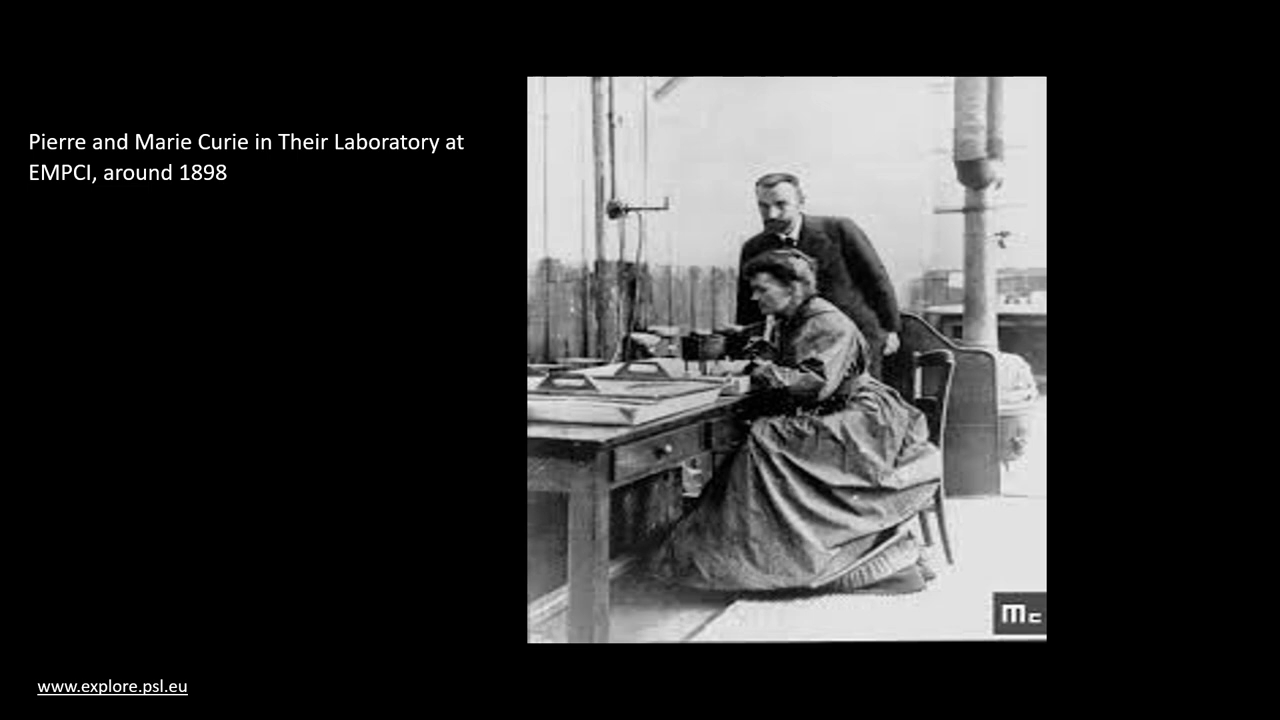 Pierre and Marie Curie in Their Laboratory at
EMPCI, around 1898
Mc
www.explore.psl.eu